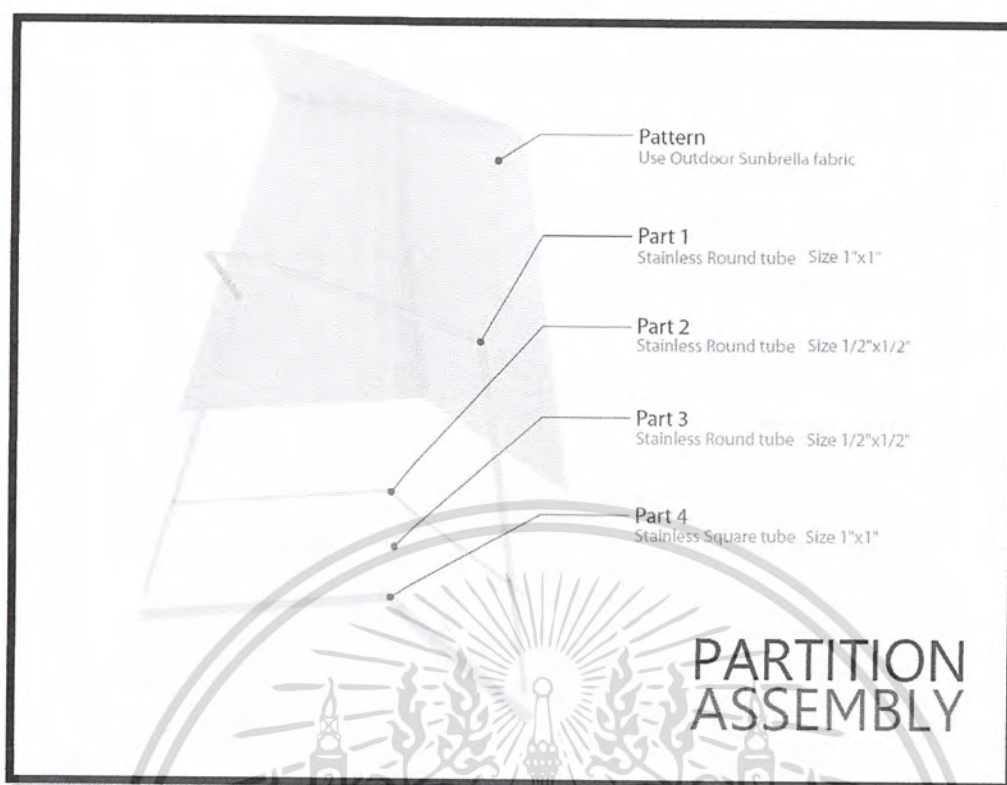 Pattern
Use Outdoor Sunbrella fabric
Part 1
Stainless Round tube Size 1"x1"
Part 2
Stainless Round tube Size 1/2"x1/2"
Part 3
Stainless Round tube Size 1/2"x1/2"
Part 4
Stainless Square tube Size 1"x1"
PARTITION
ASSEMBLY